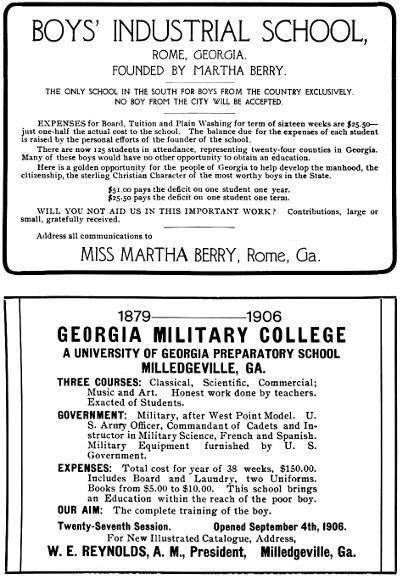 BOYS' INDUSTRIAL SCHOOL,
ROME, GEORGIA.
FOUNDED BY MARTHA BERRY.
THE ONLY SCHOOL IN THE SOUTH FOR BOYS FROM THE COUNTRY EXCLUSIVELY.
NO BOY FROM THE CITY WILL BE ACCEPTED.
EXPENSES for Board, Tuition and Plain Washing for term of sixteen weeks are $25.50—
just one-half the actual cost to the school. The balance due for the expenses of each student
is raised by the personal efforts of the founder of the school.
There are now 125 students in attendance, representing twenty-four counties in Georgia.
Many of these boys would have no other opportunity to obtain an education.
Here is a golden opportunity for the people of Georgia to help develop the manhood, the
citizenship, the sterling Christian Character of the most worthy boys in the State.
$51.00 pays the deficit on one student one year.
$25.50 pays the deficit on one student one term.
WILL YOU NOT AID US IN THIS IMPORTANT WORK? Contributions, large or
small, gratefully received.
Address all communications to
MISS MARTHA BERRY, Rome, Ga.
1879————1906
GEORGIA MILITARY COLLEGE
A UNIVERSITY OF GEORGIA PREPARATORY SCHOOL
MILLEDGEVILLE, GA.
THREE COURSES: Classical, Scientific, Commercial;
Music and Art. Honest work done by teachers.
Exacted of Students.
GOVERNMENT: Military, after West Point Model. U.
S. Army Officer, Commandant of Cadets and In-
structor in Military Science, French and Spanish.
Military Equipment furnished by U. S.
Government.
EXPENSES: Total cost for year of 38 weeks, $150.00.
Includes Board and Laundry, two Uniforms.
Books from $5.00 to $10.00. This school brings
an Education within the reach of the poor boy.
OUR AIM: The complete training of the boy.
Twenty-Seventh Session. Opened September 4th, 1906.
For New Illustrated Catalogue, Address,
W. E. REYNOLDS, A. M., President, Milledgeville, Ga.